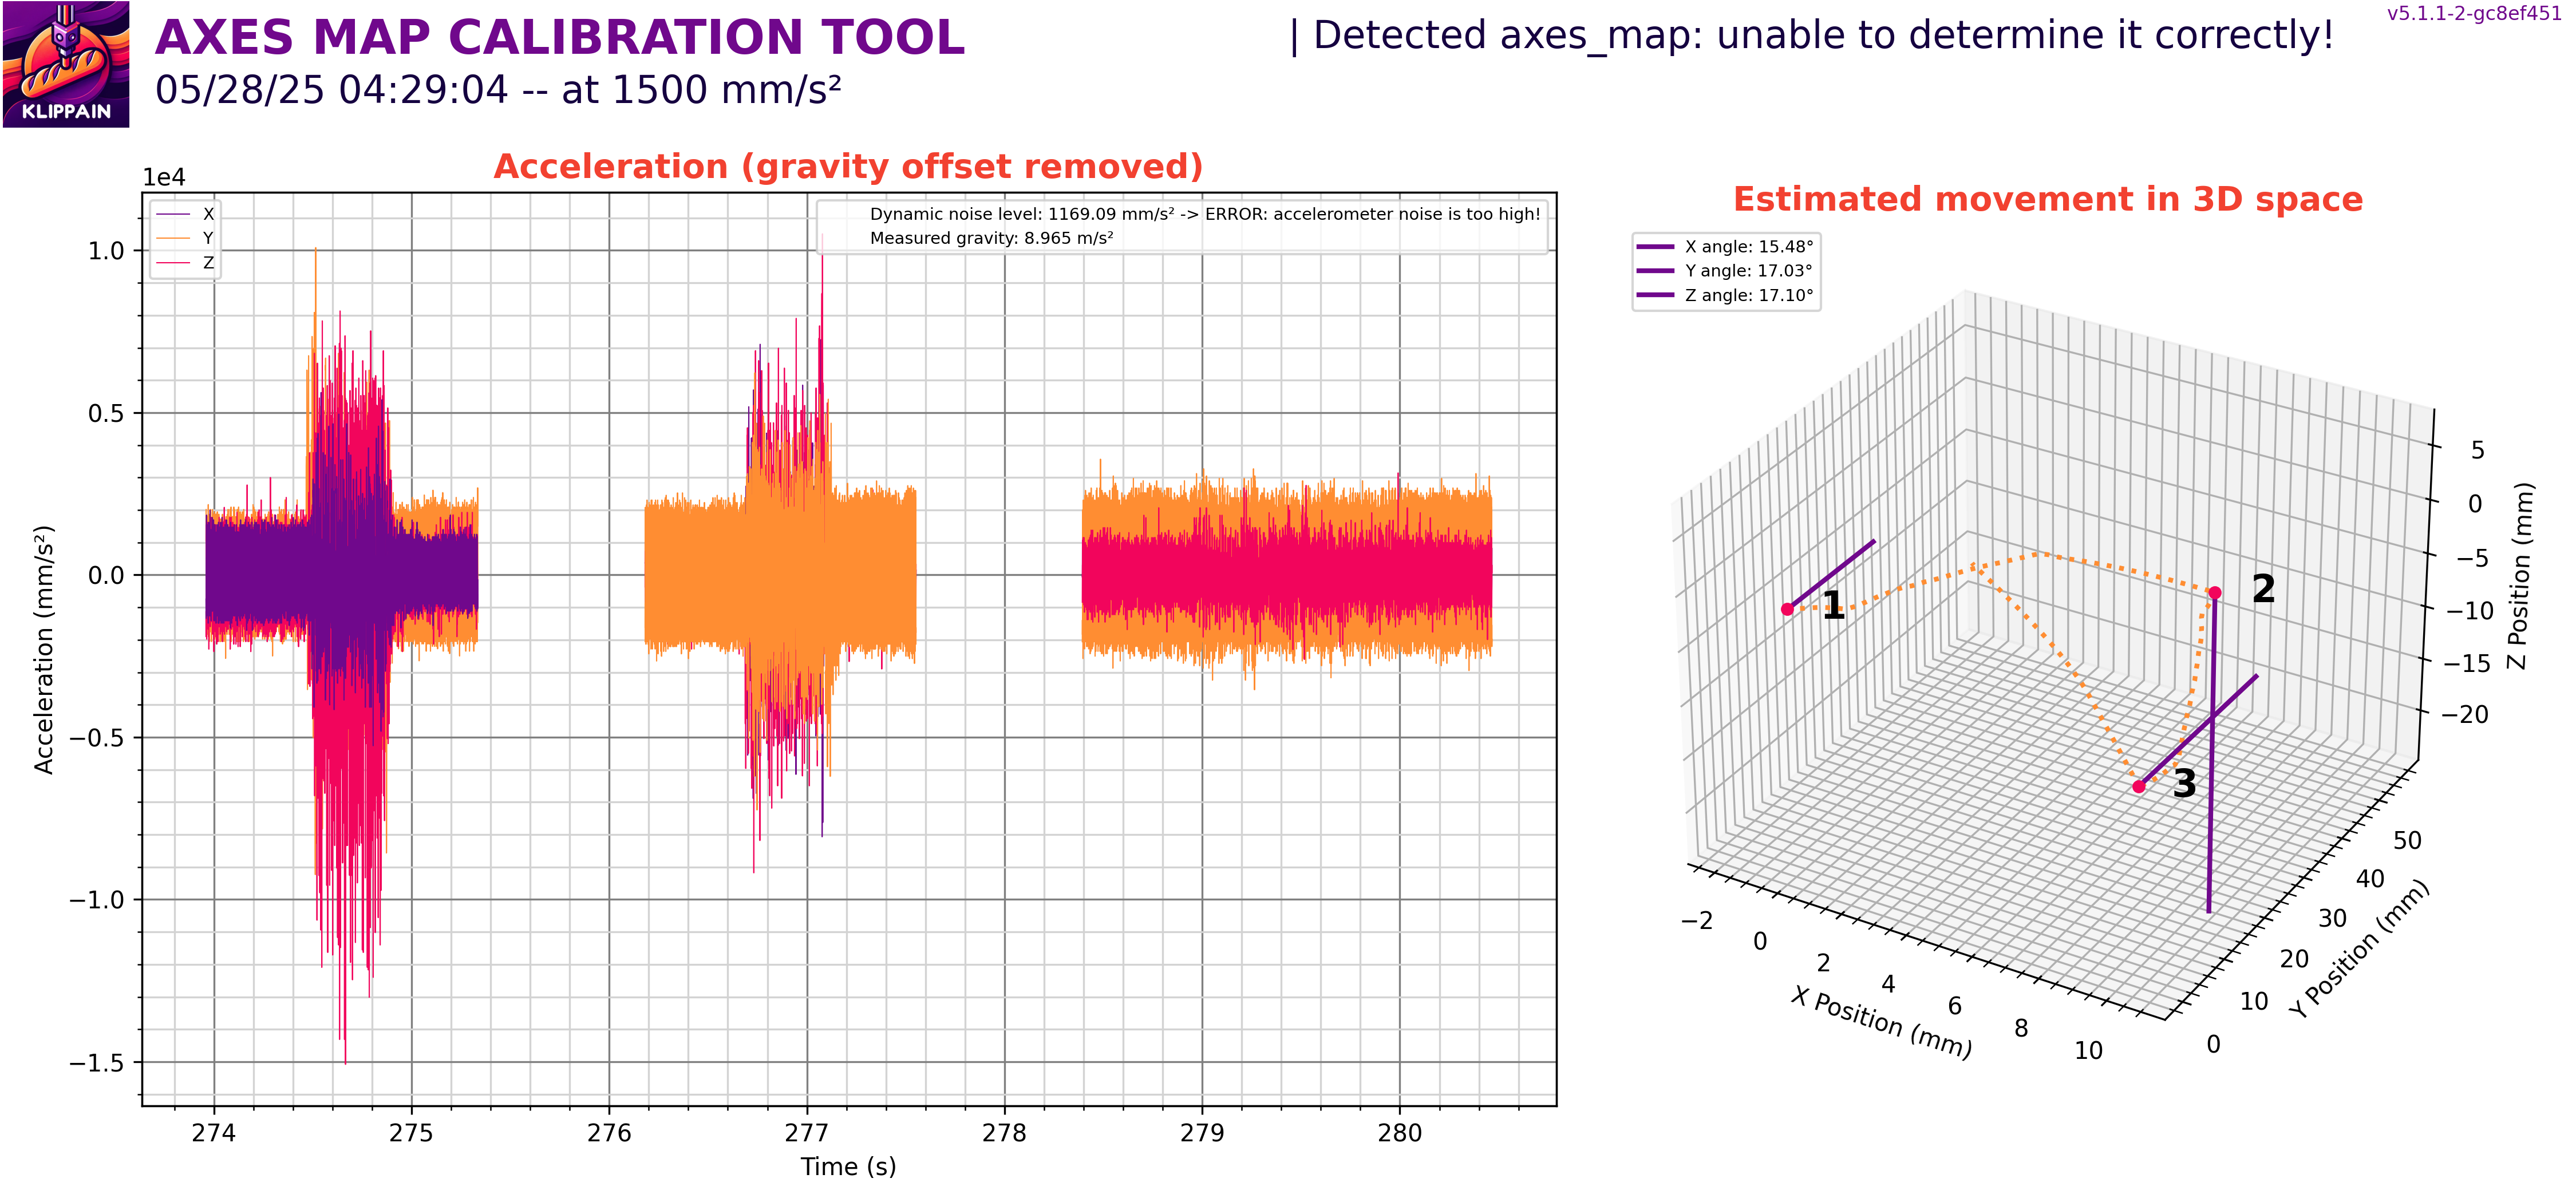 AXES MAP CALIBRATION TOOL
05/28/25 04:29:04 -- at 1500 mm/s²
| Detected axes_map: unable to determine it correctly!
v5.1.1-2-gc8ef451
KLIPPAIN
Acceleration (gravity offset removed)
1e4
X
Y
Z
Dynamic noise level: 1169.09 mm/s² -> ERROR: accelerometer noise is too high!
Measured gravity: 8.965 m/s²
1.0
0.5
0.0
−0.5
−1.0
−1.5
Acceleration (mm/s²)
274 275 276 277 278 279 280
Time (s)
Estimated movement in 3D space
X angle: 15.48°
Y angle: 17.03°
Z angle: 17.10°
1
2
3
5
0
−5
−10
−15
−20
Z Position (mm)
−2 0 2 4 6 8 10
X Position (mm)
0 10 20 30 40 50
Y Position (mm)